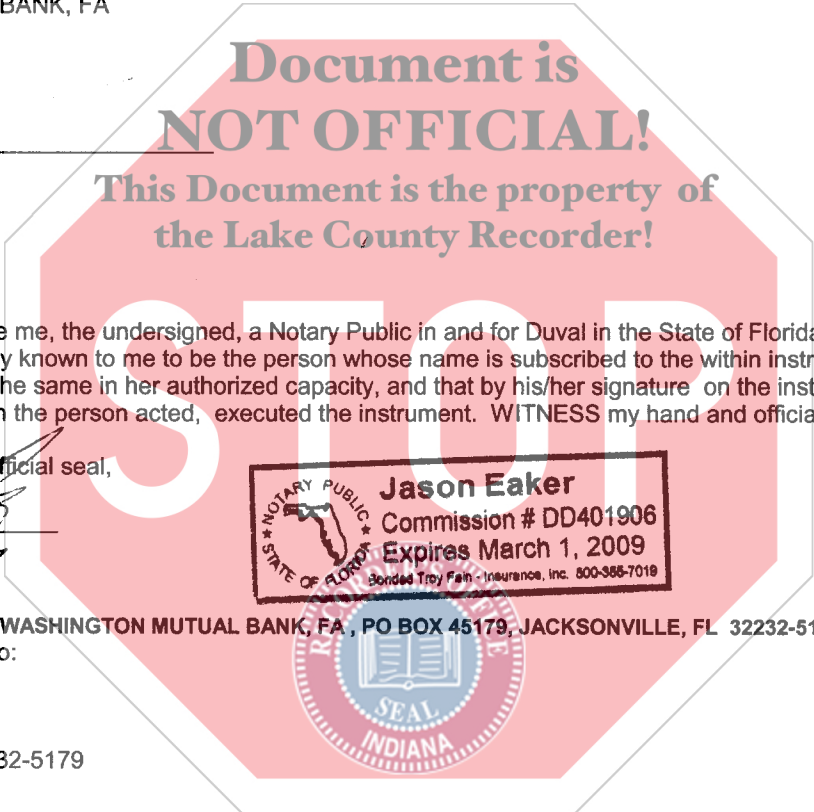 BANK, FA
Document is
NOT OFFICIAL!
This Document is the property of
the Lake County Recorder!
STOP
e me, the undersigned, a Notary Public in and for Duval in the State of Florida
y known to me to be the person whose name is subscribed to the within instr
he same in her authorized capacity, and that by his/her signature on the inst
n the person acted, executed the instrument. WITNESS my hand and officia
fficial seal,
NOTARY PUBLIC
STATE OF FLORIDA
Jason Eaker
Commission # DD401906
Expires March 1, 2009
Bonded Troy Fain - Insurance, Inc. 800-385-7019
WASHINGTON MUTUAL BANK, FA , PO BOX 45179, JACKSONVILLE, FL 32232-51
o:
RECORDER'S OFFICE
SEAL
INDIANA
32-5179